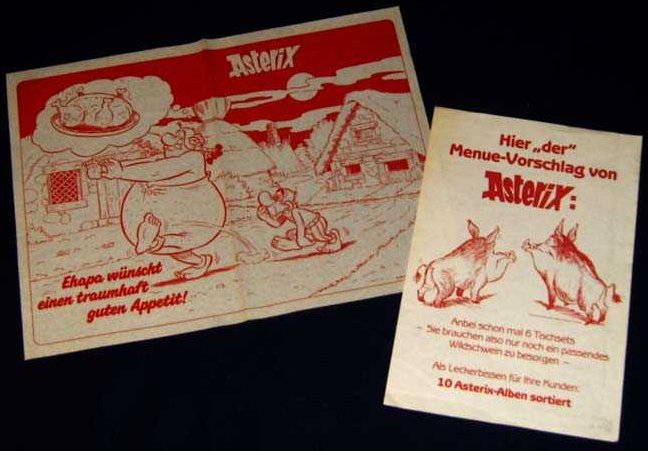 Asterix
Ehapa wünscht
einen traumhaft
guten Appetit!
Hier „der"
Menue-Vorschlag von
Asterix:
Anbei schon mal 6 Tischsets
– Sie brauchen also nur noch ein passendes
Wildschwein zu besorgen –
Als Leckerbissen für Ihre Kunden:
10 Asterix-Alben sortiert